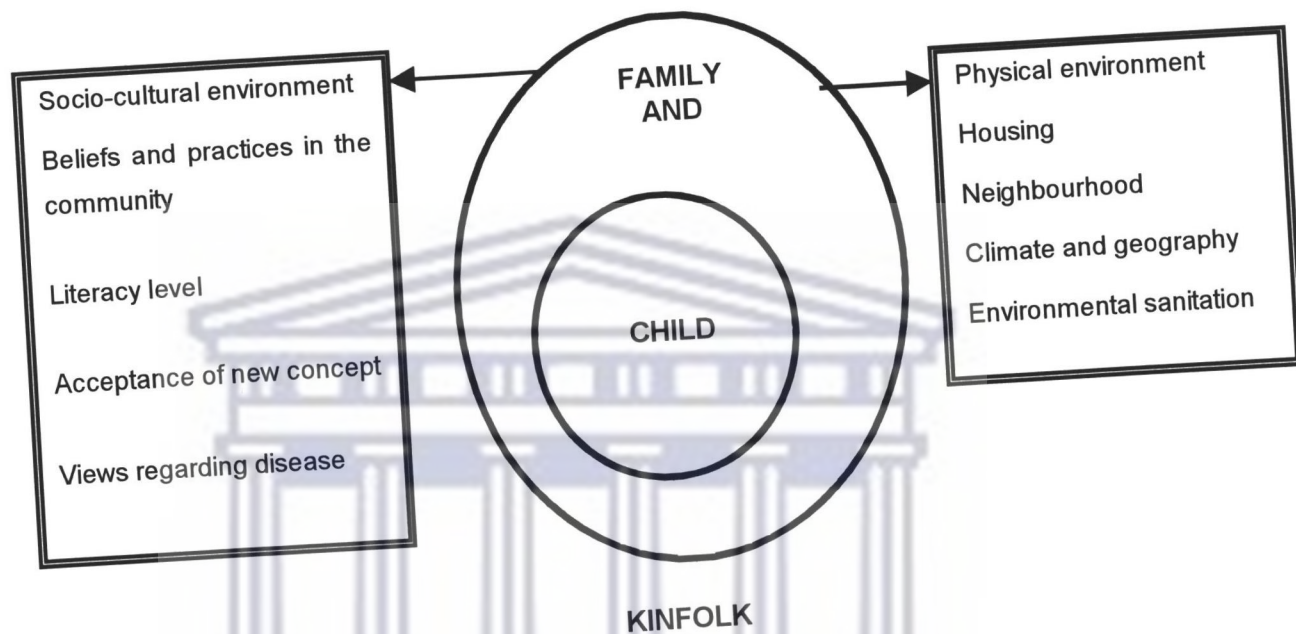 Socio-cultural environment
Beliefs and practices in the
community
Literacy level
Acceptance of new concept
Views regarding disease
FAMILY
AND
CHILD
KINFOLK
Physical environment
Housing
Neighbourhood
Climate and geography
Environmental sanitation